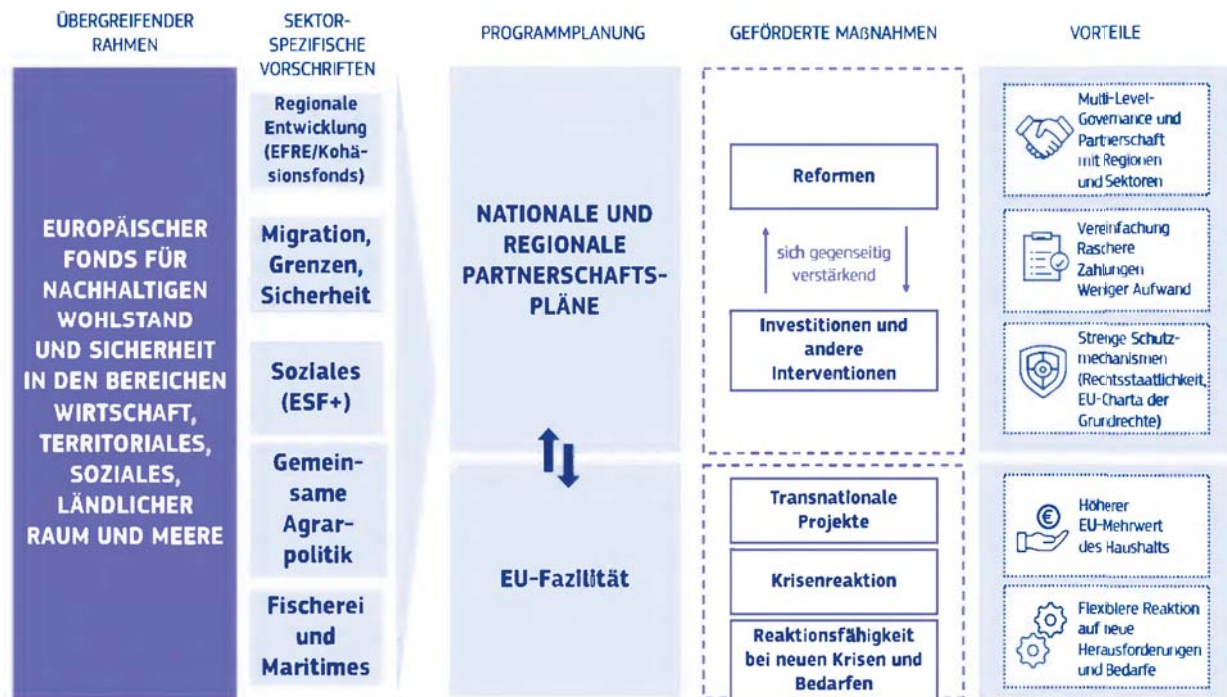 ÜBERGREIFENDER
RAHMEN
SEKTOR-
SPEZIFISCHE
VORSCHRIFTEN
PROGRAMMPLANUNG
GEFÖRDERTE MAßNAHMEN
VORTEILE
EUROPÄISCHER
FONDS FÜR
NACHHALTIGEN
WOHLSTAND
UND SICHERHEIT
IN DEN BEREICHEN
WIRTSCHAFT,
TERRITORIALES,
SOZIALES,
LÄNDLICHER
RAUM UND MEERE
Regionale
Entwicklung
(EFRE/Kohä-
sionsfonds)
Migration,
Grenzen,
Sicherheit
Soziales
(ESF+)
Gemein-
same
Agrar-
politik
Fischerei
und
Maritimes
NATIONALE UND
REGIONALE
PARTNERSCHAFTS-
PLÄNE
EU-Fazilität
Reformen
sich gegenseitig
verstärkend
Investitionen und
andere
Interventionen
Transnationale
Projekte
Krisenreaktion
Reaktionsfähigkeit
bei neuen Krisen und
Bedarfen
Multi-Level-
Governance und
Partnerschaft
mit Regionen
und Sektoren
Vereinfachung
Raschere
Zahlungen
Weniger Aufwand
Strenge Schutz-
mechanismen
(Rechtsstaatlichkeit,
EU-Charta der
Grundrechte)
€
Höherer
EU-Mehrwert
des Haushalts
Flexiblere Reaktion
auf neue
Herausforderungen
und Bedarfe